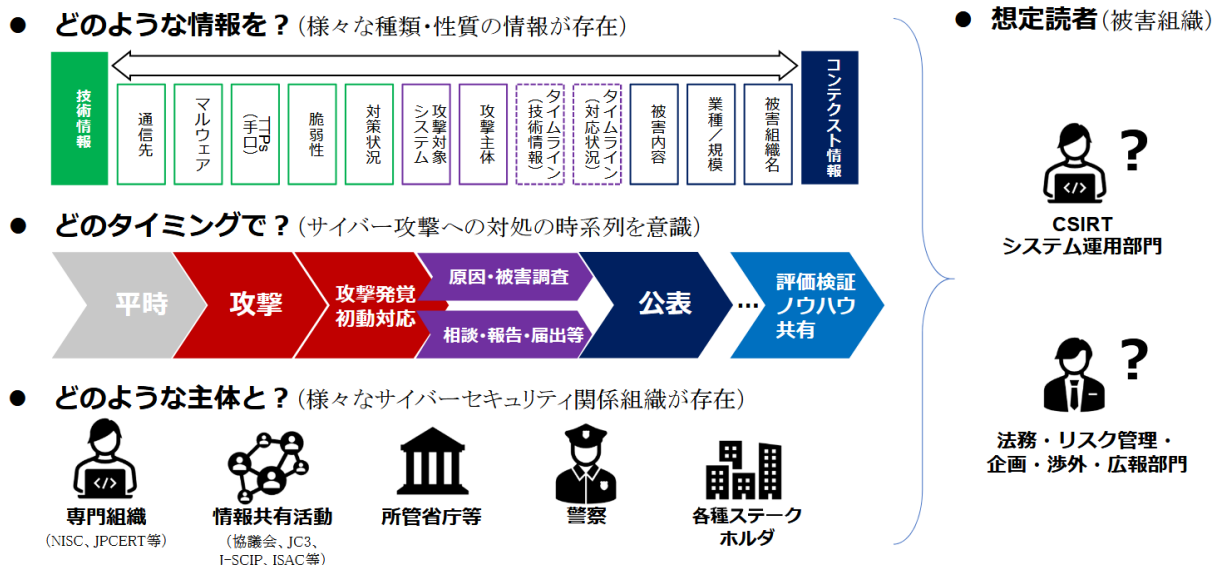 ● どのような情報を？(様々な種類・性質の情報が存在)
技術情報
通信先
マルウェア
TTPs
(手口)
脆弱性
対策状況
攻撃対象
システム
攻撃主体
タイムライン
(技術情報)
タイムライン
(対応状況)
被害内容
業種／規模
被害組織名
コンテクスト情報
● どのタイミングで？(サイバー攻撃への対処の時系列を意識)
平時
攻撃
攻撃発覚
初動対応
原因・被害調査
相談・報告・届出等
公表
…
評価検証
ノウハウ
共有
● どのような主体と？(様々なサイバーセキュリティ関係組織が存在)
</>
専門組織
(NISC、JPCERT等)
情報共有活動
(協議会、JC3、
J-SCIP、ISAC等)
所管省庁等
警察
各種ステーク
ホルダ
● 想定読者(被害組織)
</>
?
CSIRT
システム運用部門
?
法務・リスク管理・
企画・渉外・広報部門